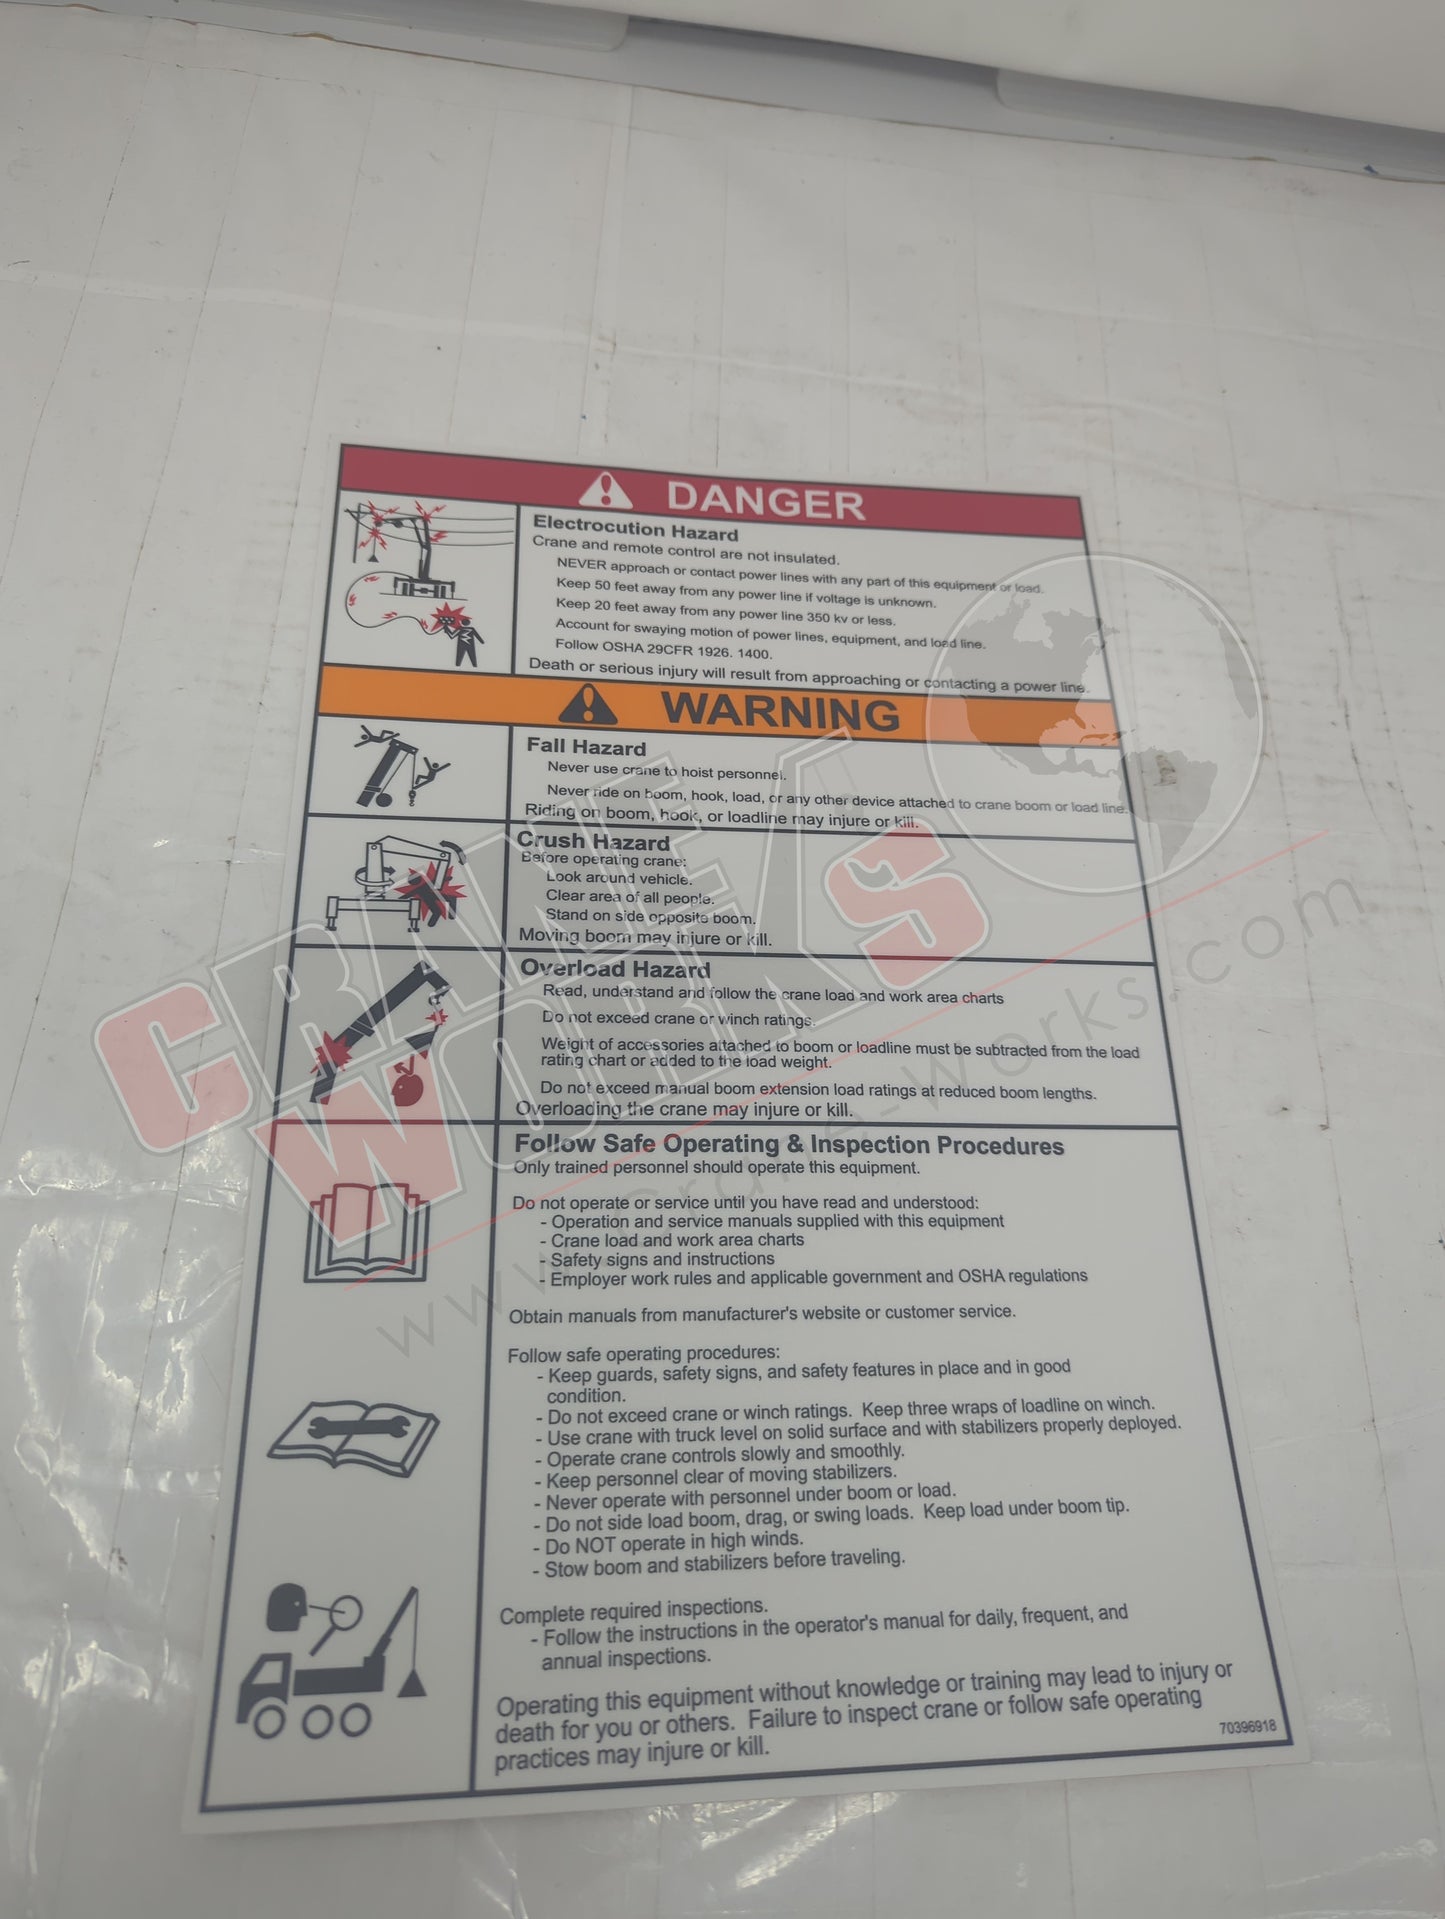 DANGER
Electrocution Hazard
Crane and remote control are not insulated.
NEVER approach or contact power lines with any part of this equipment or load.
Keep 50 feet away from any power line if voltage is unknown.
Keep 20 feet away from any power line 350 kv or less.
Account for swaying motion of power lines, equipment, and load line.
Follow OSHA 29CFR 1926. 1400.
Death or serious injury will result from approaching or contacting a power line.
WARNING
Fall Hazard
Never use crane to hoist personnel.
Never ride on boom, hook, load, or any other device attached to crane boom or load line.
Riding on boom, hook, or loadline may injure or kill.
Crush Hazard
Before operating crane:
Look around vehicle.
Clear area of all people.
Stand on side opposite boom.
Moving boom may injure or kill.
Overload Hazard
Read, understand and follow the crane load and work area charts
Do not exceed crane or winch ratings.
Weight of accessories attached to boom or loadline must be subtracted from the load
rating chart or added to the load weight.
Do not exceed manual boom extension load ratings at reduced boom lengths.
Overloading the crane may injure or kill.
Follow Safe Operating & Inspection Procedures
Only trained personnel should operate this equipment.
Do not operate or service until you have read and understood:
- Operation and service manuals supplied with this equipment
- Crane load and work area charts
- Safety signs and instructions
- Employer work rules and applicable government and OSHA regulations
Obtain manuals from manufacturer's website or customer service.
Follow safe operating procedures:
- Keep guards, safety signs, and safety features in place and in good
condition.
- Do not exceed crane or winch ratings. Keep three wraps of loadline on winch.
- Use crane with truck level on solid surface and with stabilizers properly deployed.
- Operate crane controls slowly and smoothly.
- Keep personnel clear of moving stabilizers.
- Never operate with personnel under boom or load.
- Do not side load boom, drag, or swing loads. Keep load under boom tip.
- Do NOT operate in high winds.
- Stow boom and stabilizers before traveling.
Complete required inspections.
- Follow the instructions in the operator's manual for daily, frequent, and
annual inspections.
Operating this equipment without knowledge or training may lead to injury or
death for you or others. Failure to inspect crane or follow safe operating
practices may injure or kill.
70396918
CRANE
WORKS
www.crane-works.com